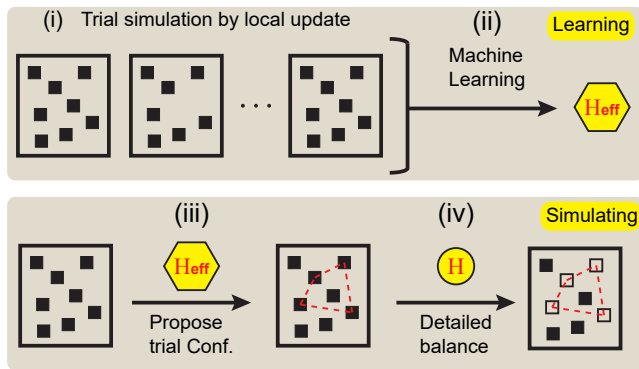 (i) Trial simulation by local update
(ii)
Learning
Machine
Learning
. . .
Heff
(iii)
(iv)
Simulating
Heff
H
Propose
trial Conf.
Detailed
balance